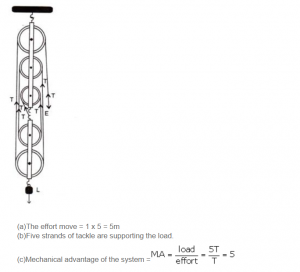 T
T
T
T
T
E
L
(a)The effort move = 1 x 5 = 5m
(b)Five strands of tackle are supporting the load
(c)Mechanical advantage of the system = MA = load/effort = 5T/T = 5